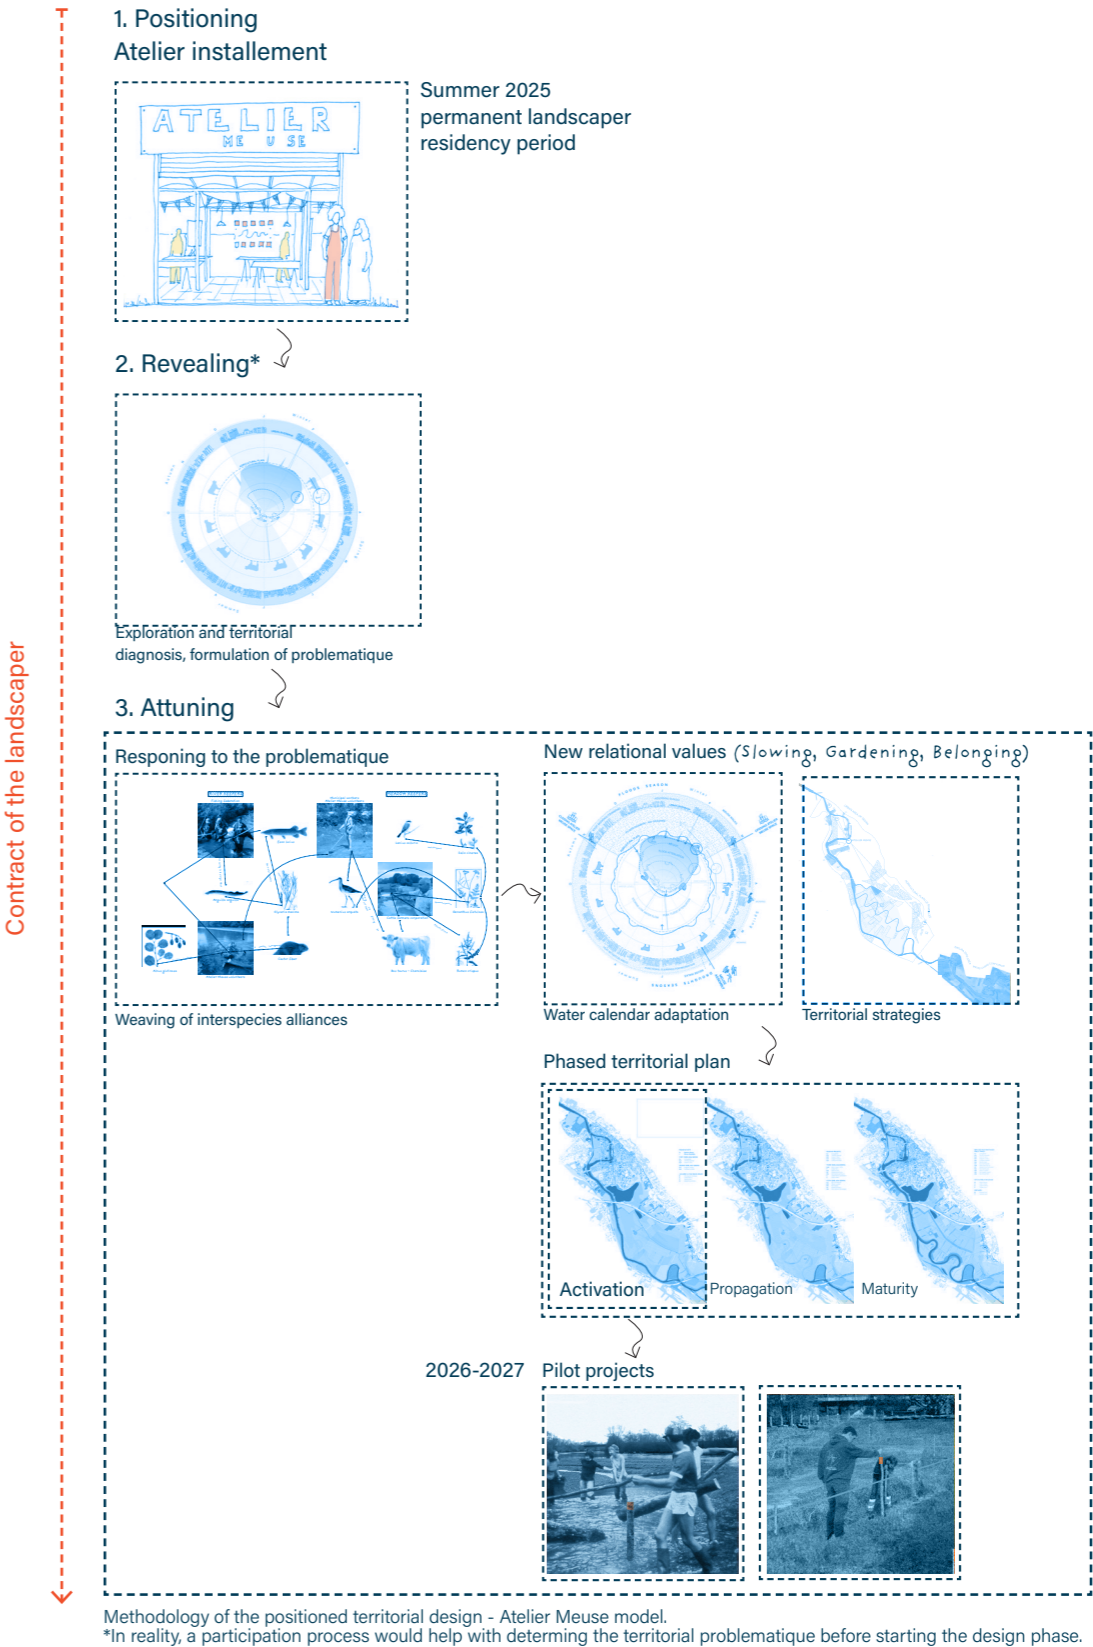 1. Positioning
Atelier installement
Summer 2025
permanent landscaper
residency period
ATELIER
ME U SE
2. Revealing*
Winter
Exploration and territorial
diagnosis, formulation of problematique
Contract of the landscaper
3. Attuning
Responing to the problematique
New relational values (Slowing, Gardening, Belonging)
Weaving of interspecies alliances
Water calendar adaptation
Territorial strategies
Phased territorial plan
Activation
Propagation
Maturity
2026-2027
Pilot projects
Methodology of the positioned territorial design - Atelier Meuse model.
*In reality, a participation process would help with determing the territorial problematique before starting the design phase.